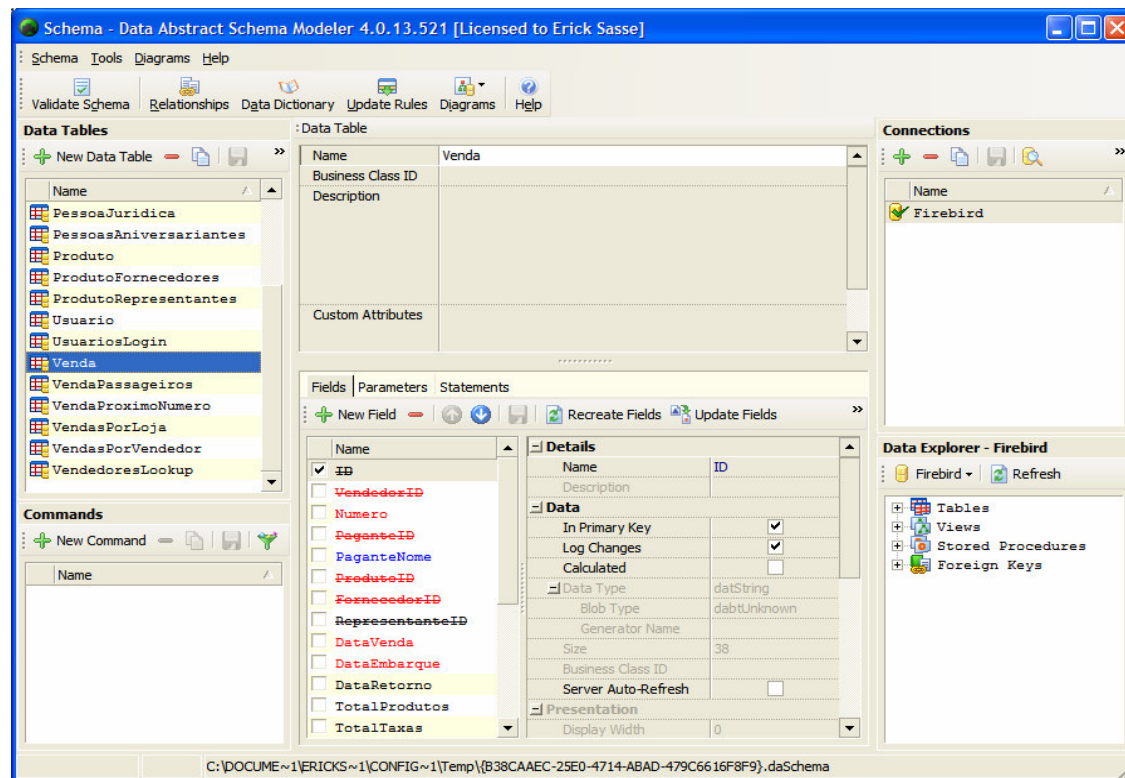 Schema - Data Abstract Schema Modeler 4.0.13.521 [Licensed to Erick Sasse]
Schema Tools Diagrams Help
Validate Schema Relationships Data Dictionary Update Rules Diagrams Help
Data Tables
New Data Table »
Name
PessoaJuridica
PessoasAniversariantes
Produto
ProdutoFornecedores
ProdutoRepresentantes
Usuario
UsuariosLogin
Venda
VendaPassageiros
VendaProximoNumero
VendasPorLoja
VendasPorVendedor
VendedoresLookup
Commands
New Command
Name
Data Table
Name Venda
Business Class ID
Description
Custom Attributes
Fields Parameters Statements
New Field Recreate Fields Update Fields »
Name
ID
VendedorID
Numero
PaganteID
PaganteNome
ProdutoID
FornecedorID
RepresentanteID
DataVenda
DataEmbarque
DataRetorno
TotalProdutos
TotalTaxas
Details
Name ID
Description
Data
In Primary Key
Log Changes
Calculated
Data Type datString
Blob Type dabtUnknown
Generator Name
Size 38
Business Class ID
Server Auto-Refresh
Presentation
Display Width 0
Connections
»
Name
Firebird
Data Explorer - Firebird
Firebird Refresh
Tables
Views
Stored Procedures
Foreign Keys
C:\DOCUME~1\ERICKS~1\CONFIG~1\Temp\{B38CAAEC-25E0-4714-ABAD-479C6616F8F9}.daSchema